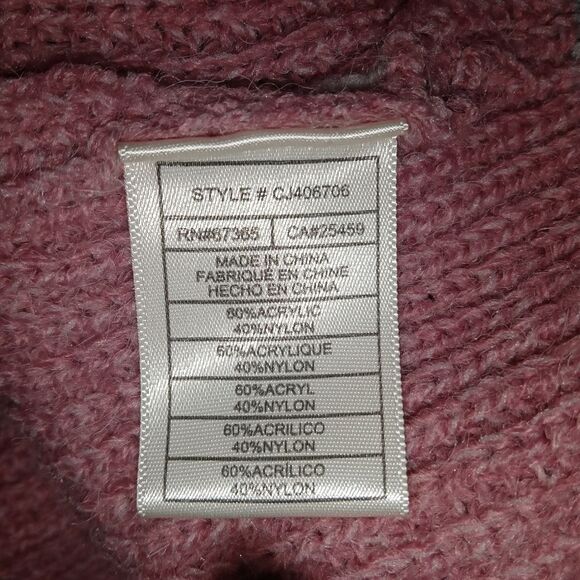 STYLE # CJ406706
RN#67365 CA#25459
MADE IN CHINA
FABRIQUÉ EN CHINE
HECHO EN CHINA
60%ACRYLIC
40%NYLON
60%ACRYLIQUE
40%NYLON
60%ACRYL
40%NYLON
60%ACRILICO
40%NYLON
60%ACRÍLICO
40%NYLON